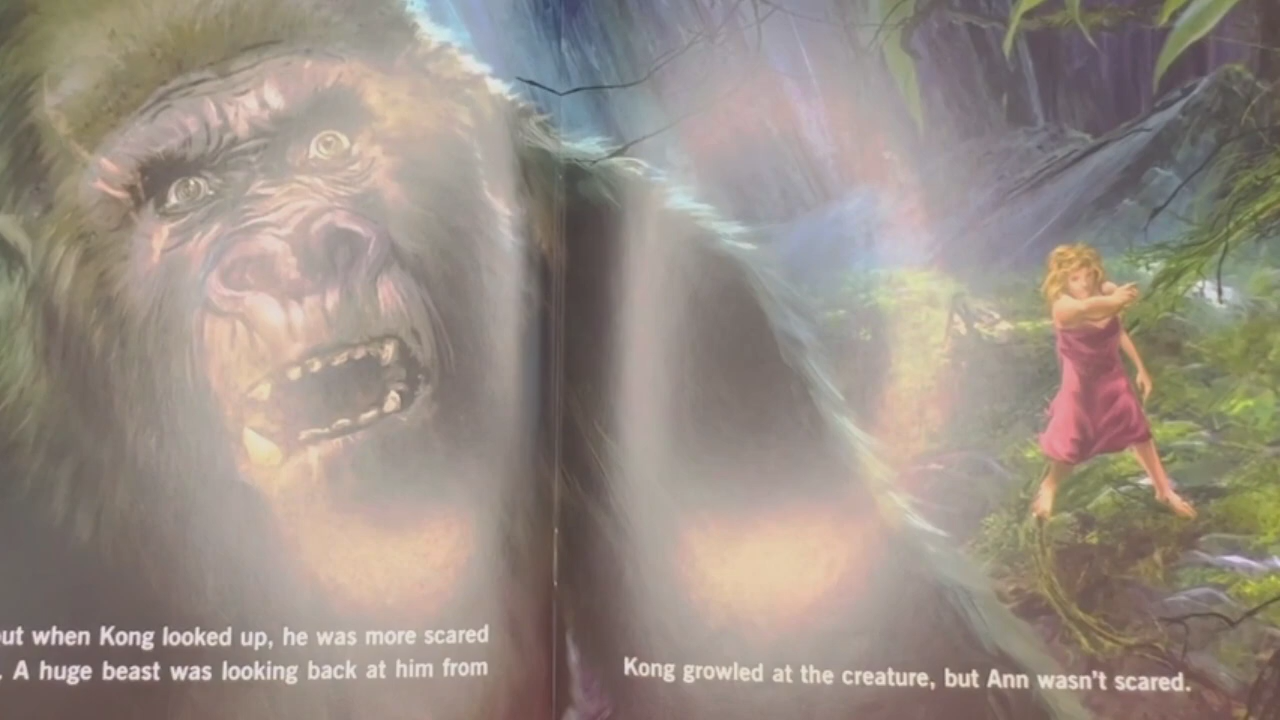 ut when Kong looked up, he was more scared
. A huge beast was looking back at him from
Kong growled at the creature, but Ann wasn't scared.